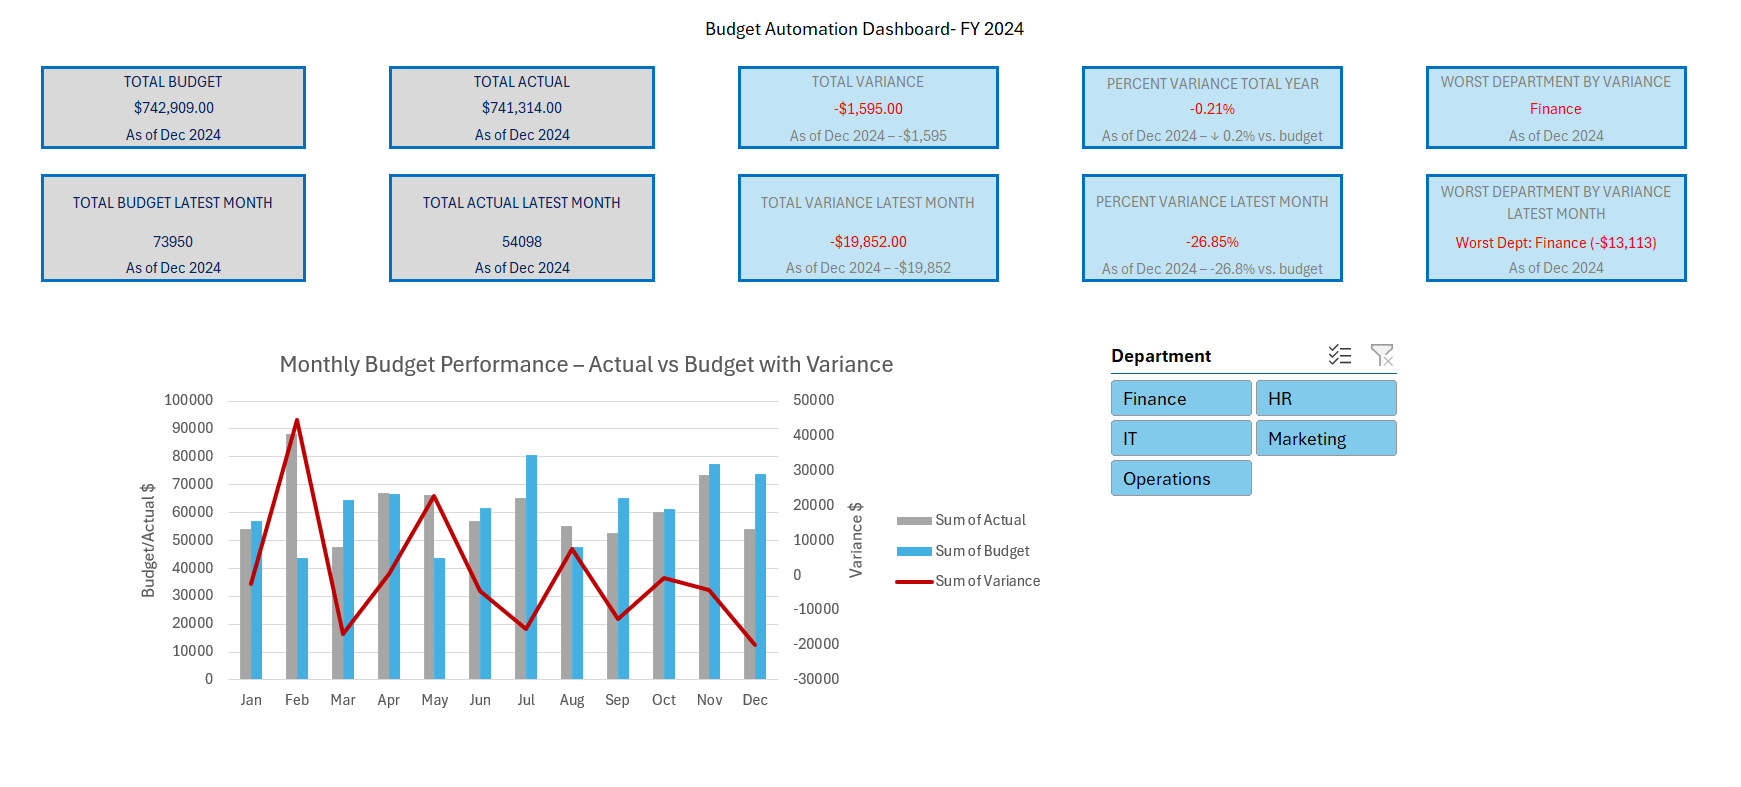 Budget Automation Dashboard- FY 2024
TOTAL BUDGET
$742,909.00
As of Dec 2024
TOTAL ACTUAL
$741,314.00
As of Dec 2024
TOTAL VARIANCE
-$1,595.00
As of Dec 2024 – -$1,595
PERCENT VARIANCE TOTAL YEAR
-0.21%
As of Dec 2024 – ↓ 0.2% vs. budget
WORST DEPARTMENT BY VARIANCE
Finance
As of Dec 2024
TOTAL BUDGET LATEST MONTH
73950
As of Dec 2024
TOTAL ACTUAL LATEST MONTH
54098
As of Dec 2024
TOTAL VARIANCE LATEST MONTH
-$19,852.00
As of Dec 2024 – -$19,852
PERCENT VARIANCE LATEST MONTH
-26.85%
As of Dec 2024 – -26.8% vs. budget
WORST DEPARTMENT BY VARIANCE
LATEST MONTH
Worst Dept: Finance (-$13,113)
As of Dec 2024
Monthly Budget Performance – Actual vs Budget with Variance
Budget/Actual $
100000
90000
80000
70000
60000
50000
40000
30000
20000
10000
0
Jan Feb Mar Apr May Jun Jul Aug Sep Oct Nov Dec
50000
40000
30000
20000
10000
0
-10000
-20000
-30000
Variance $
Sum of Actual
Sum of Budget
Sum of Variance
Department
Finance
HR
IT
Marketing
Operations